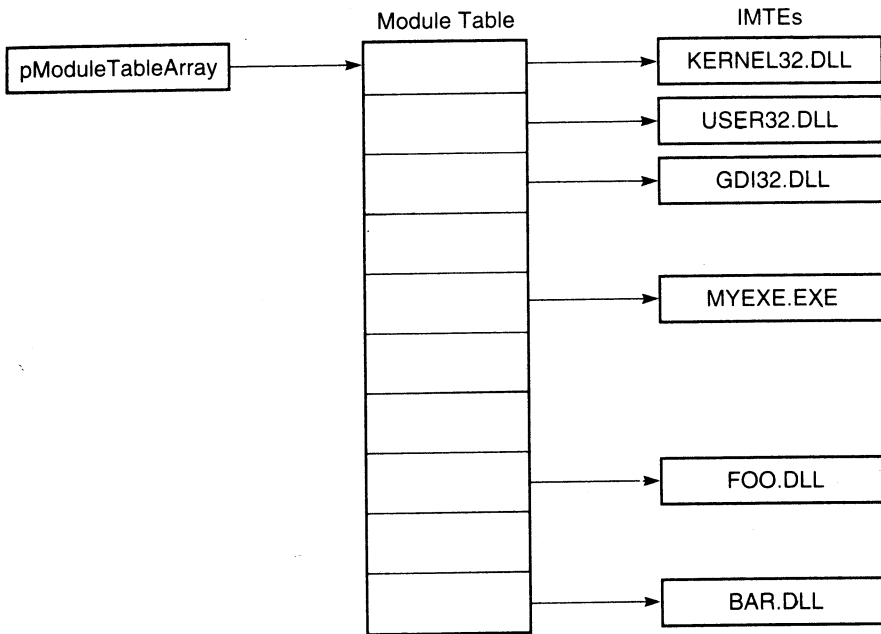 Module Table
IMTEs
pModuleTableArray
KERNEL32.DLL
USER32.DLL
GDI32.DLL
MYEXE.EXE
FOO.DLL
BAR.DLL